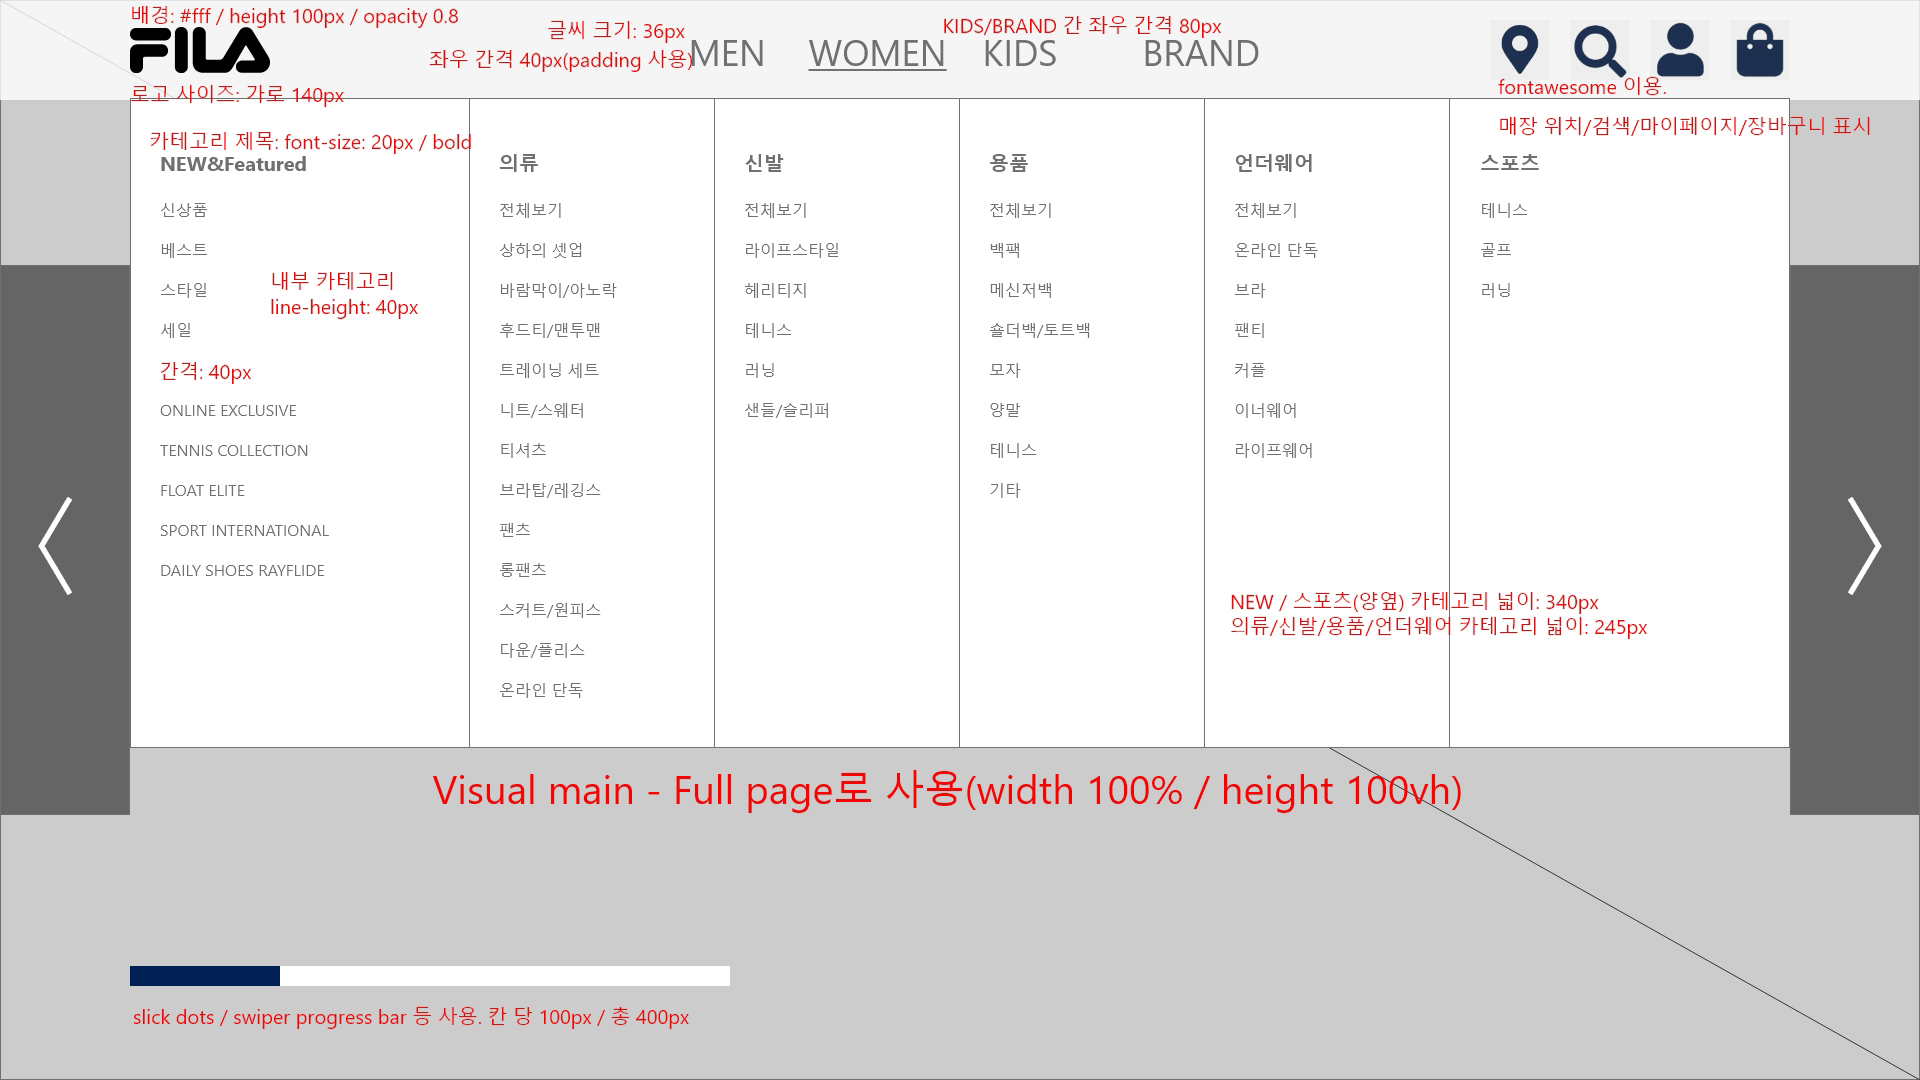 배경: #fff / height 100px / opacity 0.8
FILA
로고 사이즈: 가로 140px
글씨 크기: 36px
좌우 간격 40px(padding 사용)
KIDS/BRAND 간 좌우 간격 80px
MEN WOMEN KIDS BRAND
fontawesome 이용.
매장 위치/검색/마이페이지/장바구니 표시
카테고리 제목: font-size: 20px / bold
NEW&Featured
신상품
베스트
스타일
세일
내부 카테고리
line-height: 40px
간격: 40px
ONLINE EXCLUSIVE
TENNIS COLLECTION
FLOAT ELITE
SPORT INTERNATIONAL
DAILY SHOES RAYFLIDE
의류
전체보기
상하의 셋업
바람막이/아노락
후드티/맨투맨
트레이닝 세트
니트/스웨터
티셔츠
브라탑/레깅스
팬츠
롱팬츠
스커트/원피스
다운/플리스
온라인 단독
신발
전체보기
라이프스타일
헤리티지
테니스
러닝
샌들/슬리퍼
용품
전체보기
백팩
메신저백
숄더백/토트백
모자
양말
테니스
기타
언더웨어
전체보기
온라인 단독
브라
팬티
커플
이너웨어
라이프웨어
스포츠
테니스
골프
러닝
NEW / 스포츠(양옆) 카테고리 넓이: 340px
의류/신발/용품/언더웨어 카테고리 넓이: 245px
Visual main - Full page로 사용(width 100% / height 100vh)
slick dots / swiper progress bar 등 사용. 칸 당 100px / 총 400px